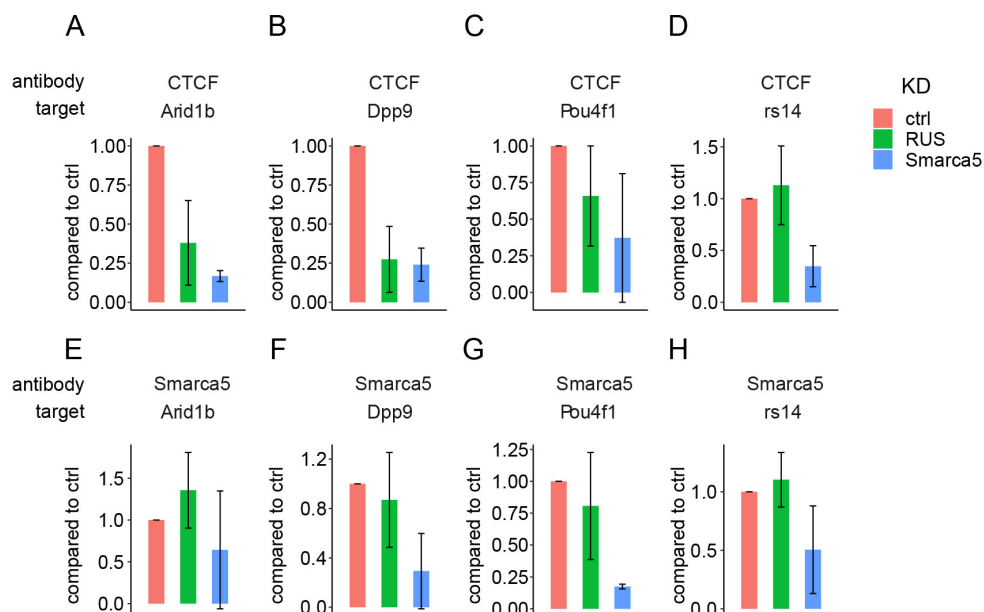 A B C D
antibody CTCF CTCF CTCF CTCF KD
target Arid1b Dpp9 Pou4f1 rs14
ctrl
RUS
Smarca5
compared to ctrl
1.00
0.75
0.50
0.25
0.00
compared to ctrl
1.00
0.75
0.50
0.25
0.00
compared to ctrl
1.00
0.75
0.50
0.25
0.00
compared to ctrl
1.5
1.0
0.5
0.0
E F G H
antibody Smarca5 Smarca5 Smarca5 Smarca5
target Arid1b Dpp9 Pou4f1 rs14
compared to ctrl
1.5
1.0
0.5
0.0
compared to ctrl
1.2
0.8
0.4
0.0
compared to ctrl
1.25
1.00
0.75
0.50
0.25
0.00
compared to ctrl
1.0
0.5
0.0